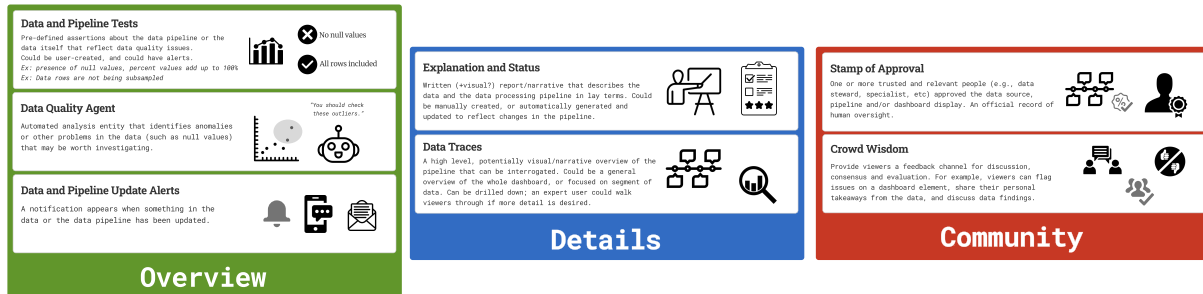 Data and Pipeline Tests
Pre-defined assertions about the data pipeline or the
data itself that reflect data quality issues.
Could be user-created, and could have alerts.
Ex: presence of null values, percent values add up to 100%
Ex: Data rows are not being subsampled
No null values
All rows included
Data Quality Agent
Automated analysis entity that identifies anomalies
or other problems in the data (such as null values)
that may be worth investigating.
"You should check
these outliers."
Data and Pipeline Update Alerts
A notification appears when something in the
data or the data pipeline has been updated.
Overview
Explanation and Status
Written (+visual?) report/narrative that describes the
data and the data processing pipeline in lay terms. Could
be manually created, or automatically generated and
updated to reflect changes in the pipeline.
Data Traces
A high level, potentially visual/narrative overview of the
pipeline that can be interrogated. Could be a general
overview of the whole dashboard, or focused on segment of
data. Can be drilled down; an expert user could walk
viewers through if more detail is desired.
Details
Stamp of Approval
One or more trusted and relevant people (e.g., data
steward, specialist, etc) approved the data source,
pipeline and/or dashboard display. An official record of
human oversight.
Crowd Wisdom
Provide viewers a feedback channel for discussion,
consensus and evaluation. For example, viewers can flag
issues on a dashboard element, share their personal
takeaways from the data, and discuss data findings.
Community